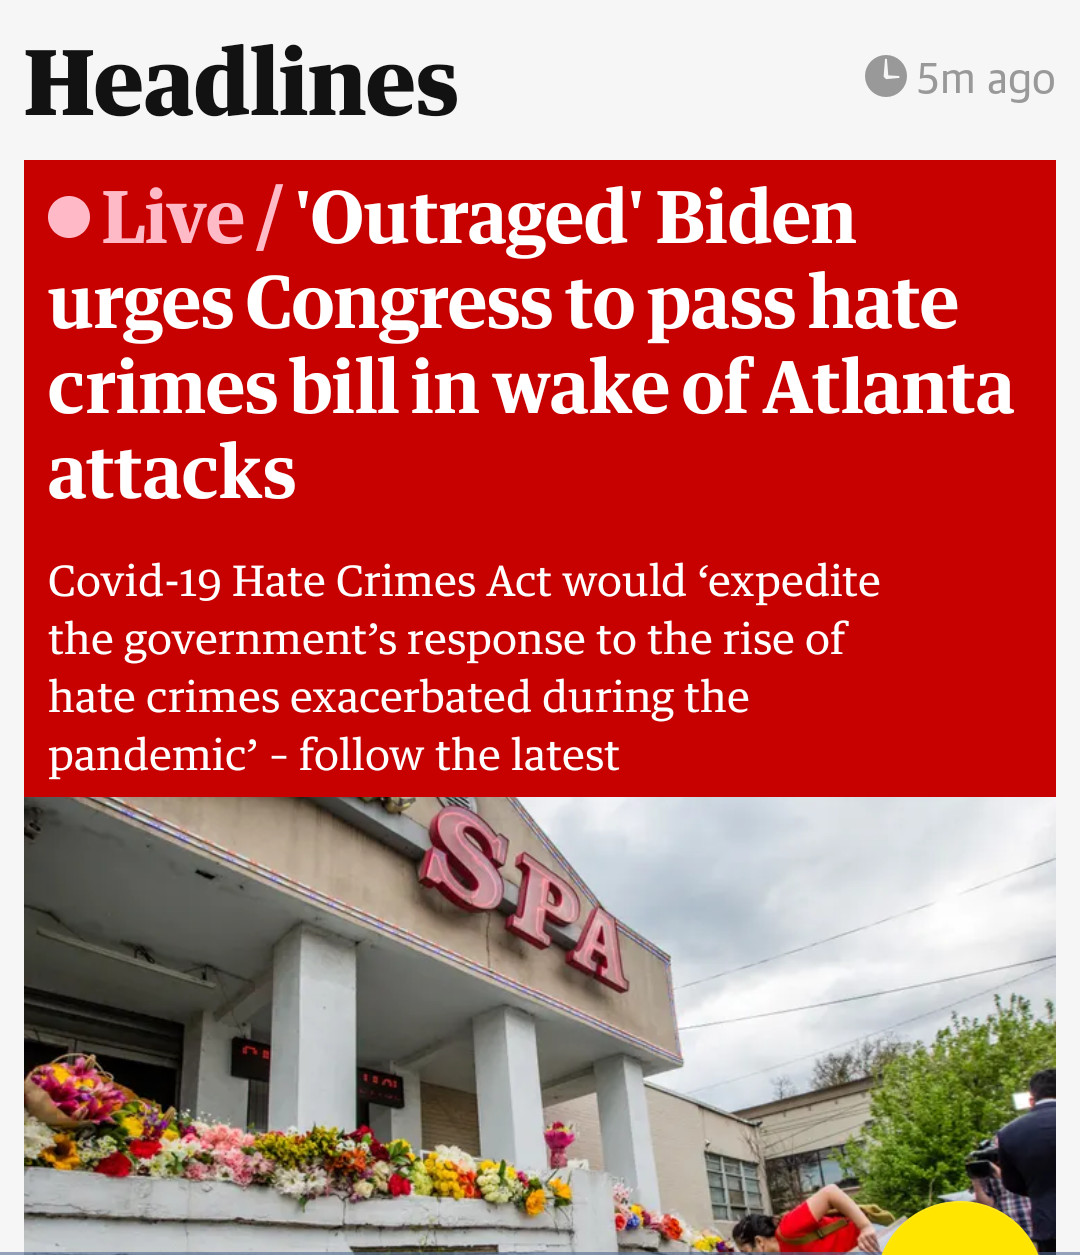 Headlines
5m ago
Live / 'Outraged' Biden
urges Congress to pass hate
crimes bill in wake of Atlanta
attacks
Covid-19 Hate Crimes Act would ‘expedite
the government’s response to the rise of
hate crimes exacerbated during the
pandemic’ – follow the latest
SPA